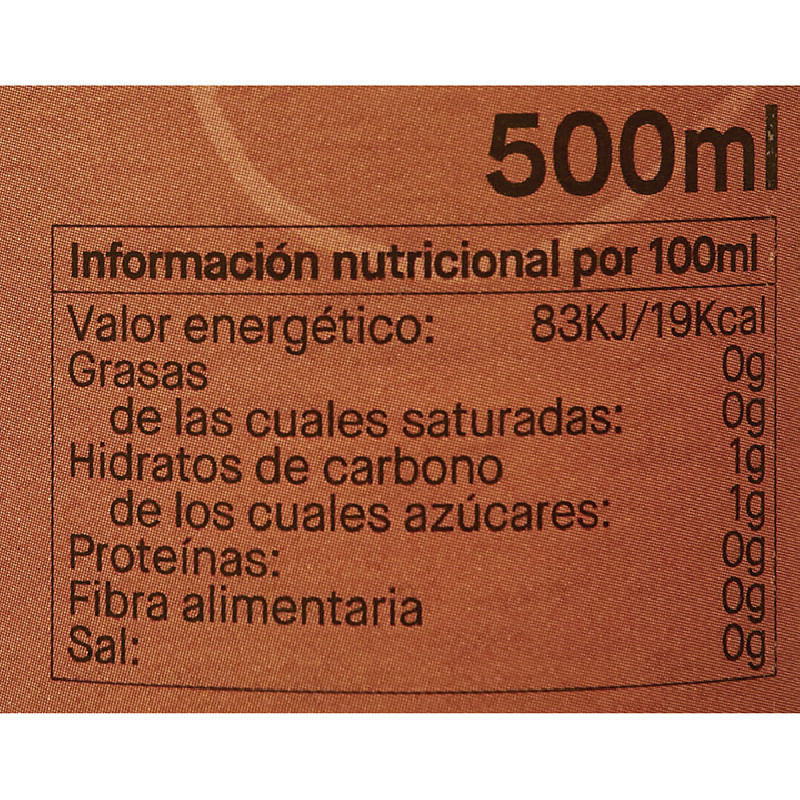 500ml
Información nutricional por 100ml
Valor energético: 83KJ/19Kcal
Grasas 0g
de las cuales saturadas: 0g
Hidratos de carbono 1g
de los cuales azúcares: 1g
Proteínas: 0g
Fibra alimentaria 0g
Sal: 0g